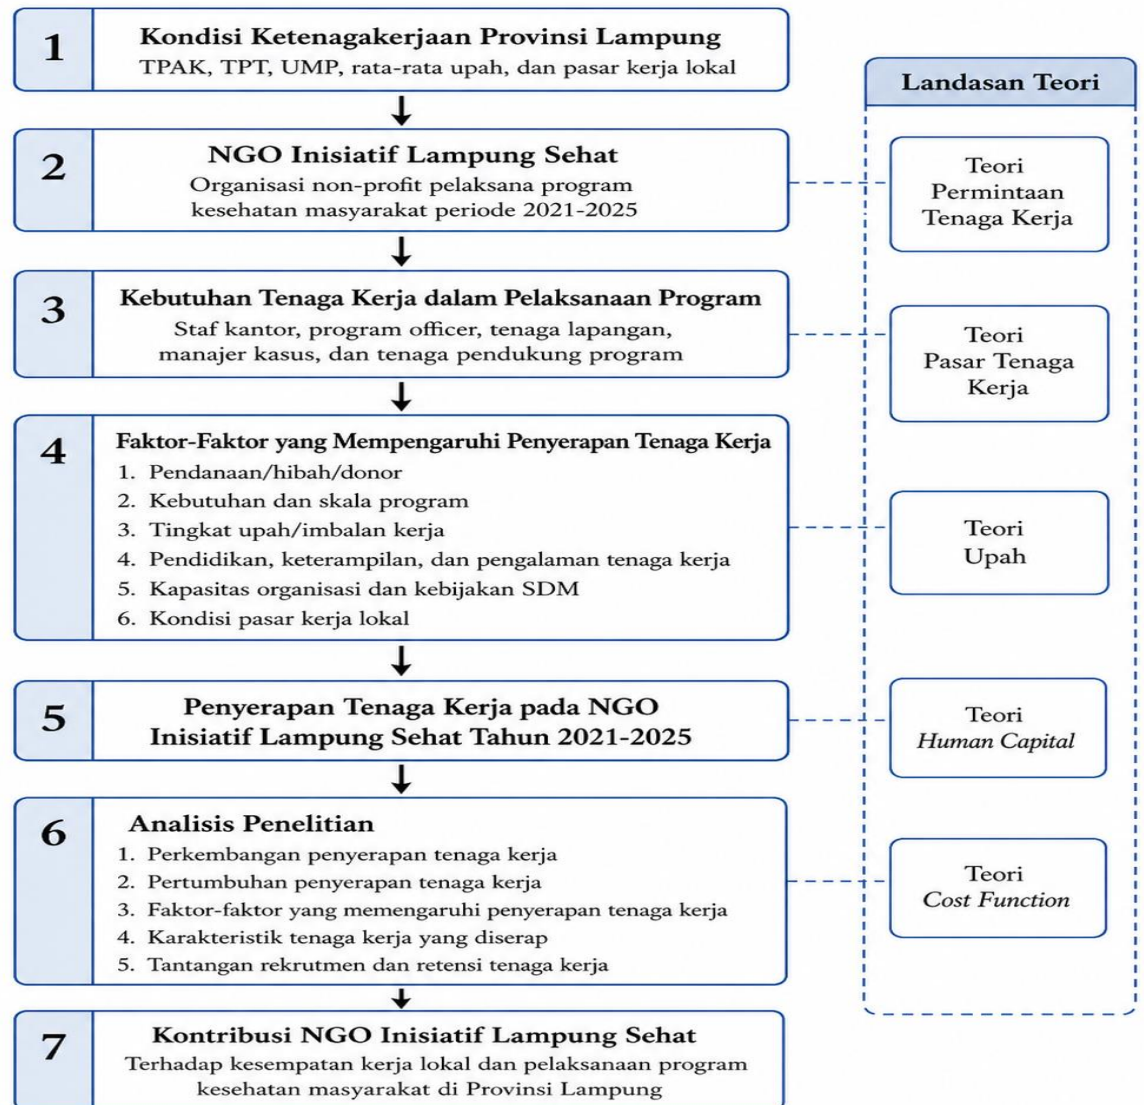 1
Kondisi Ketenagakerjaan Provinsi Lampung
TPAK, TPT, UMP, rata-rata upah, dan pasar kerja lokal
2
NGO Inisiatif Lampung Sehat
Organisasi non-profit pelaksana program
kesehatan masyarakat periode 2021-2025
3
Kebutuhan Tenaga Kerja dalam Pelaksanaan Program
Staf kantor, program officer, tenaga lapangan,
manajer kasus, dan tenaga pendukung program
4
Faktor-Faktor yang Mempengaruhi Penyerapan Tenaga Kerja
1. Pendanaan/hibah/donor
2. Kebutuhan dan skala program
3. Tingkat upah/imbalan kerja
4. Pendidikan, keterampilan, dan pengalaman tenaga kerja
5. Kapasitas organisasi dan kebijakan SDM
6. Kondisi pasar kerja lokal
5
Penyerapan Tenaga Kerja pada NGO
Inisiatif Lampung Sehat Tahun 2021-2025
6
Analisis Penelitian
1. Perkembangan penyerapan tenaga kerja
2. Pertumbuhan penyerapan tenaga kerja
3. Faktor-faktor yang memengaruhi penyerapan tenaga kerja
4. Karakteristik tenaga kerja yang diserap
5. Tantangan rekrutmen dan retensi tenaga kerja
7
Kontribusi NGO Inisiatif Lampung Sehat
Terhadap kesempatan kerja lokal dan pelaksanaan program
kesehatan masyarakat di Provinsi Lampung
Landasan Teori
Teori
Permintaan
Tenaga Kerja
Teori
Pasar Tenaga
Kerja
Teori
Upah
Teori
Human Capital
Teori
Cost Function